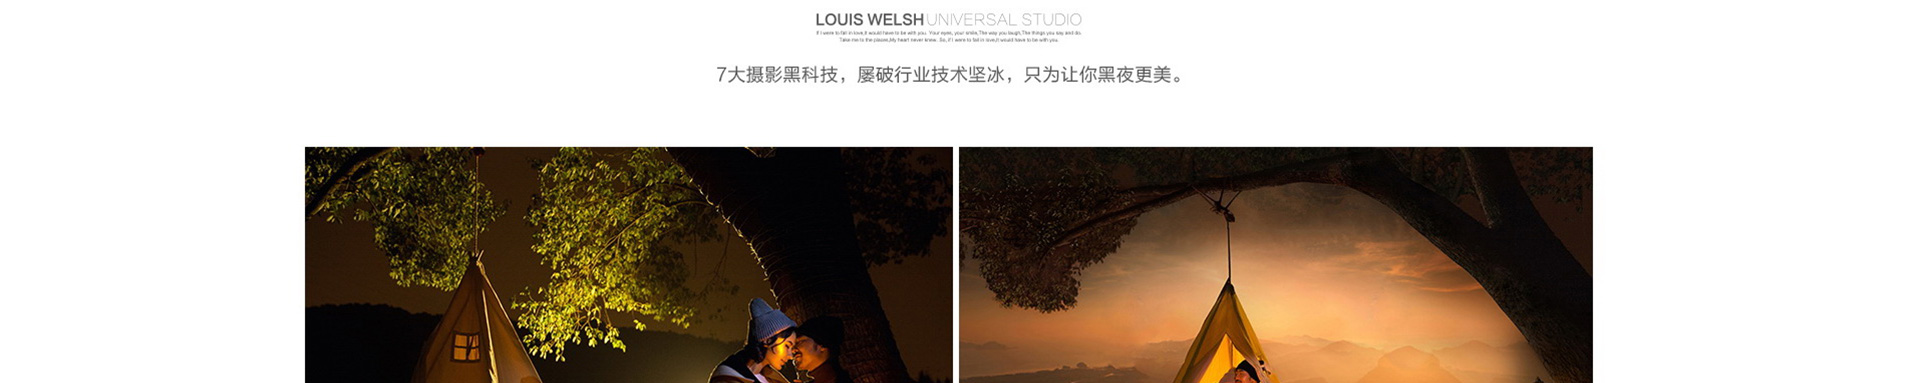 LOUIS WELSH UNIVERSAL STUDIO
If I were to fall in love,it would have to be with you. Your eyes, your smile,The way you laugh,The things you say and do.
Take me to the places,My heart never knew. So, if I were to fall in love,it would have to be with you.
7大摄影黑科技，屡破行业技术坚冰，只为让你黑夜更美。